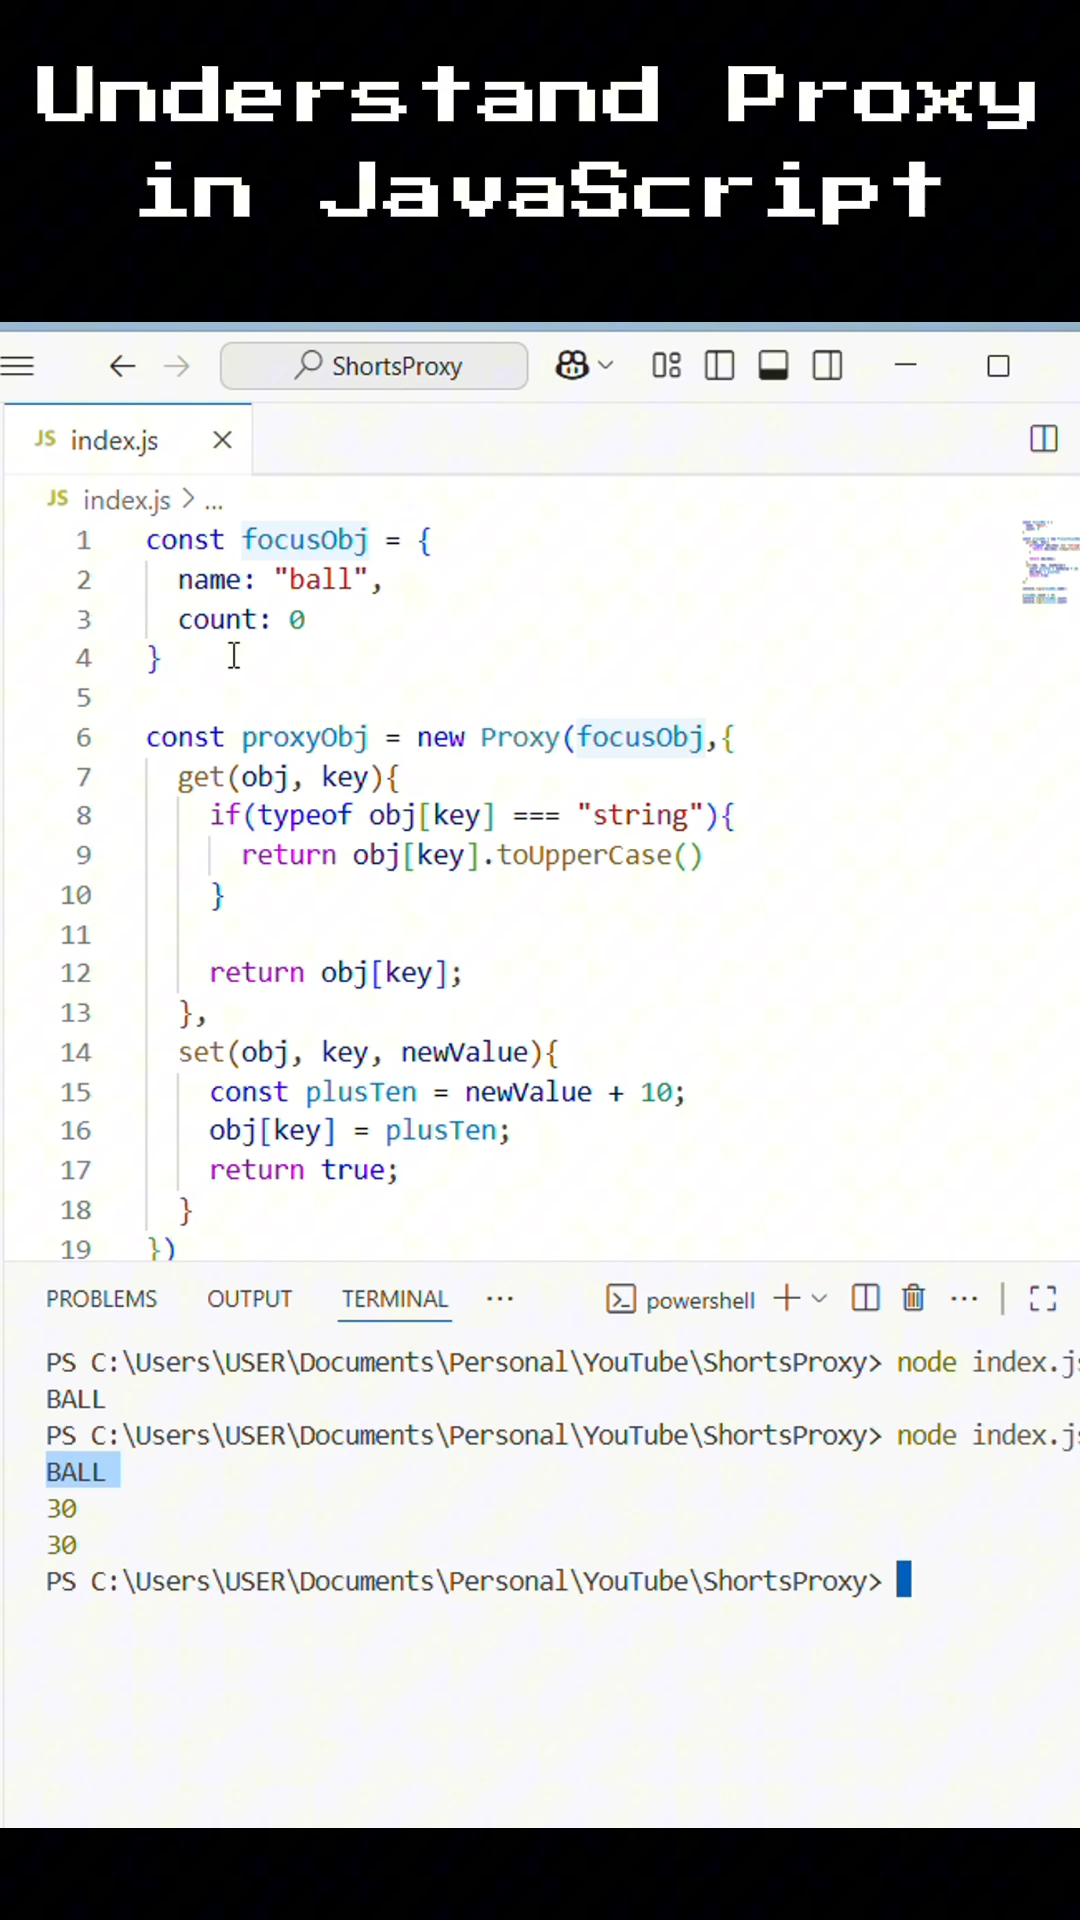 Understand Proxy
in JavaScript
ShortsProxy
JS index.js
JS index.js > ...
1 const focusObj = {
2 name: "ball",
3 count: 0
4 }
5
6 const proxyObj = new Proxy(focusObj,{
7 get(obj, key){
8 if(typeof obj[key] === "string"){
9 return obj[key].toUpperCase()
10 }
11
12 return obj[key];
13 },
14 set(obj, key, newValue){
15 const plusTen = newValue + 10;
16 obj[key] = plusTen;
17 return true;
18 }
19 })
PROBLEMS OUTPUT TERMINAL ... powershell
PS C:\Users\USER\Documents\Personal\YouTube\ShortsProxy> node index.js
BALL
PS C:\Users\USER\Documents\Personal\YouTube\ShortsProxy> node index.js
BALL
30
30
PS C:\Users\USER\Documents\Personal\YouTube\ShortsProxy>